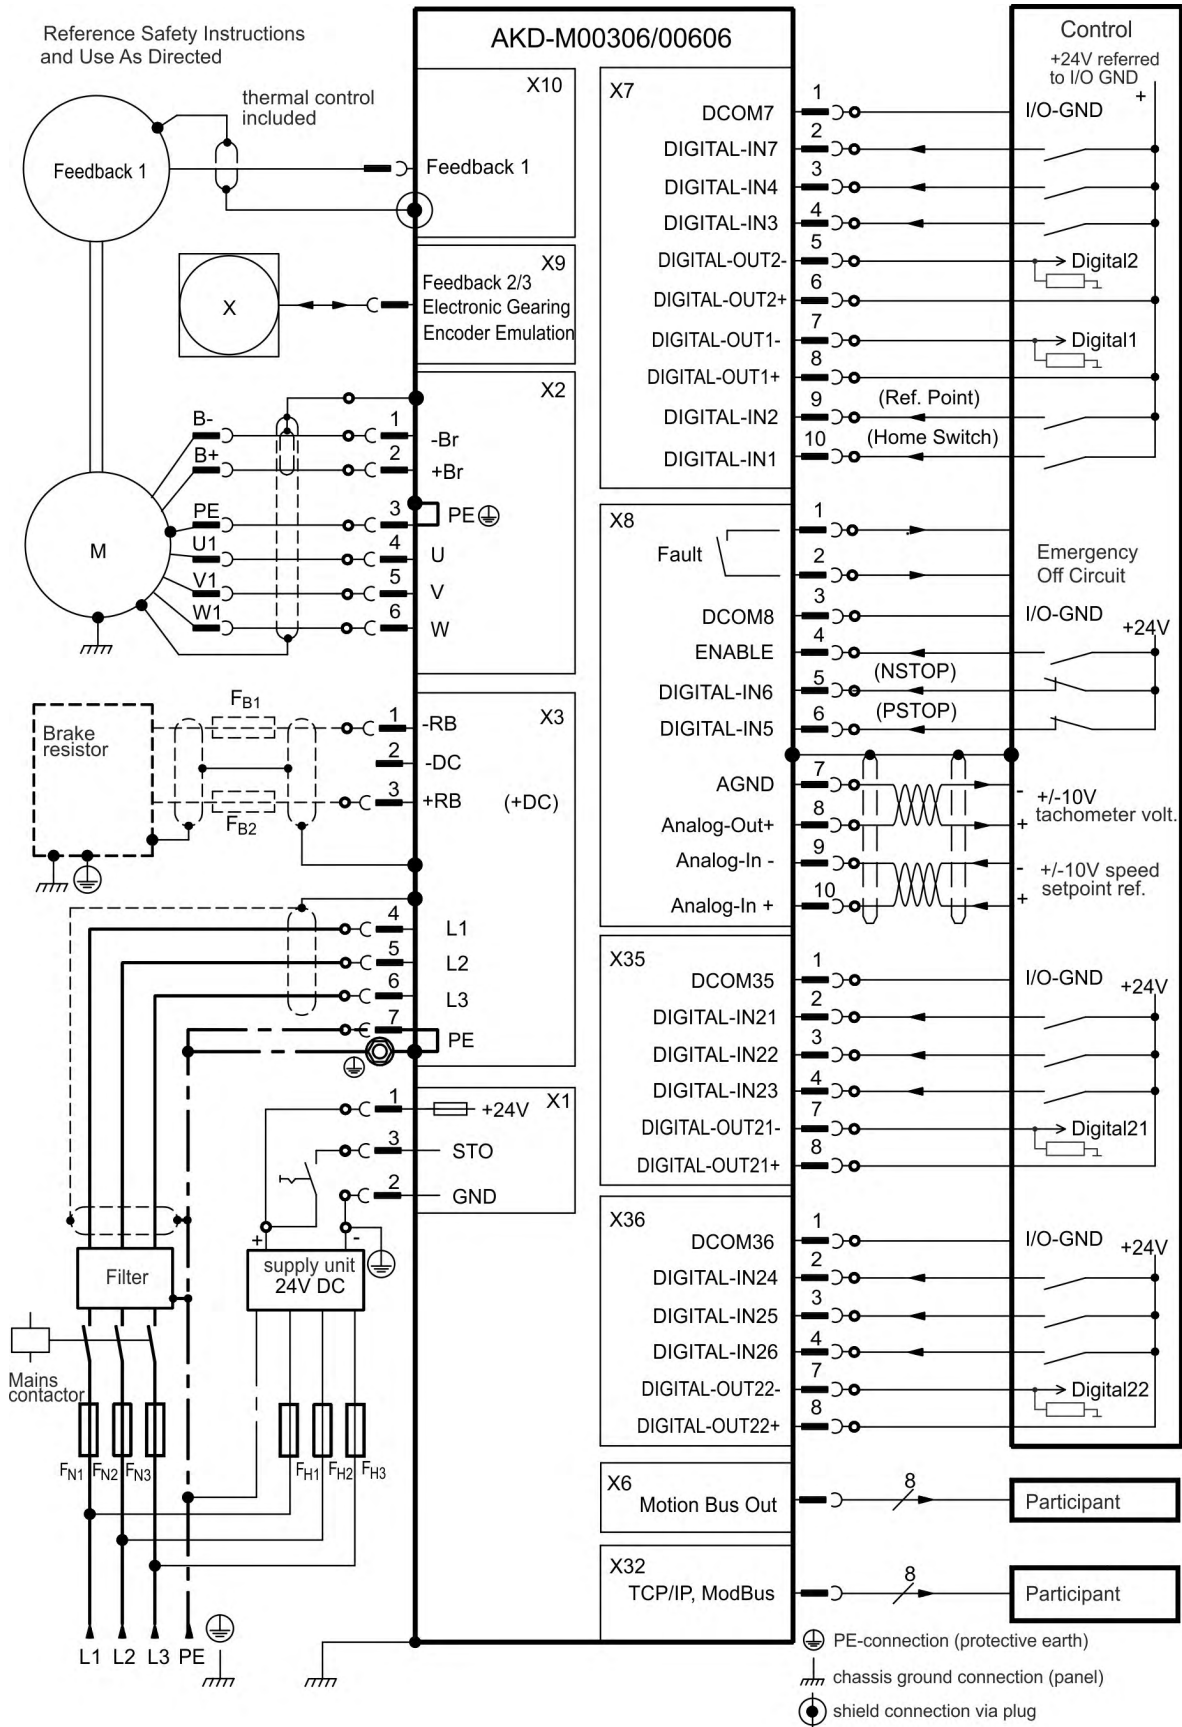 Reference Safety Instructions
and Use As Directed
AKD-M00306/00606
Control
+24V referred
to I/O GND
+
thermal control
included
Feedback 1
X10
Feedback 1
X
X9
Feedback 2/3
Electronic Gearing
Encoder Emulation
X2
B- 1 -Br
B+ 2 +Br
PE 3 PE
U1 4 U
V1 5 V
W1 6 W
M
X3
Brake
resistor
FB1
FB2
1 -RB
2 -DC
3 +RB (+DC)
4 L1
5 L2
6 L3
7 PE
X1
1 +24V
3 STO
2 GND
+ -
supply unit
24V DC
Filter
Mains
contactor
FN1 FN2 FN3
FH1 FH2 FH3
L1 L2 L3 PE
X7
DCOM7 1 I/O-GND
DIGITAL-IN7 2
DIGITAL-IN4 3
DIGITAL-IN3 4
DIGITAL-OUT2- 5 Digital2
DIGITAL-OUT2+ 6
DIGITAL-OUT1- 7 Digital1
DIGITAL-OUT1+ 8
DIGITAL-IN2 9 (Ref. Point)
DIGITAL-IN1 10 (Home Switch)
X8
Fault 1
2
Emergency
Off Circuit
DCOM8 3 I/O-GND
+24V
ENABLE 4
DIGITAL-IN6 5 (NSTOP)
DIGITAL-IN5 6 (PSTOP)
AGND 7 -
Analog-Out+ 8 +
+/-10V
tachometer volt.
Analog-In - 9 -
Analog-In + 10 +
+/-10V speed
setpoint ref.
X35
DCOM35 1 I/O-GND
+24V
DIGITAL-IN21 2
DIGITAL-IN22 3
DIGITAL-IN23 4
DIGITAL-OUT21- 7 Digital21
DIGITAL-OUT21+ 8
X36
DCOM36 1 I/O-GND
+24V
DIGITAL-IN24 2
DIGITAL-IN25 3
DIGITAL-IN26 4
DIGITAL-OUT22- 7 Digital22
DIGITAL-OUT22+ 8
X6
Motion Bus Out 8 Participant
X32
TCP/IP, ModBus 8 Participant
PE-connection (protective earth)
chassis ground connection (panel)
shield connection via plug